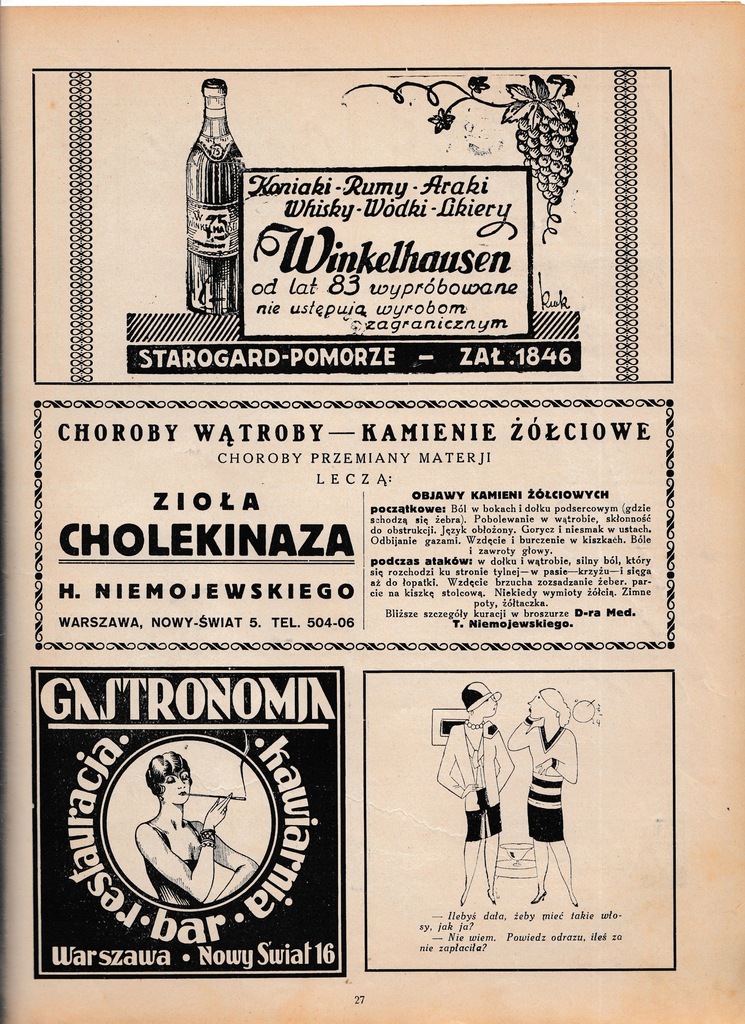 Koniaki - Rumy - Araki
Whisky - Wódki - Likiery
Winkelhausen
od lat 83 wypróbowane
nie ustępują wyrobom
zagranicznym
75
kuk
STAROGARD-POMORZE — ZAŁ. 1846
CHOROBY WĄTROBY — KAMIENIE ŻÓŁCIOWE
CHOROBY PRZEMIANY MATERJI
LECZĄ:
ZIOŁA
CHOLEKINAZA
H. NIEMOJEWSKIEGO
WARSZAWA, NOWY-ŚWIAT 5. TEL. 504-06
OBJAWY KAMIENI ŻÓŁCIOWYCH
początkowe: Ból w bokach i dołku podsercowym (gdzie
schodzą się żebra). Pobolewanie w wątrobie, skłonność
do obstrukcji. Język obłożony. Gorycz i niesmak w ustach.
Odbijanie gazami. Wzdęcie i burczenie w kiszkach. Bóle
i zawroty głowy.
podczas ataków: w dołku i wątrobie, silny ból, który
się rozchodzi ku stronie tylnej—w pasie—krzyżu—i sięga
aż do łopatki. Wzdęcie brzucha zozsadzanie żeber. par-
cie na kiszkę stolcową. Niekiedy wymioty żółcią. Zimne
poty, żółtaczka.
Bliższe szczegóły kuracji w broszurze D-ra Med.
T. Niemojewskiego.
GASTRONOMJA
restauracja · bar · kawiarnia
Warszawa • Nowy Świat 16
— Ilebyś dała, żeby mieć takie wło-
sy, jak ja?
— Nie wiem. Powiedz odrazu, ileś za
nie zapłaciła?
27